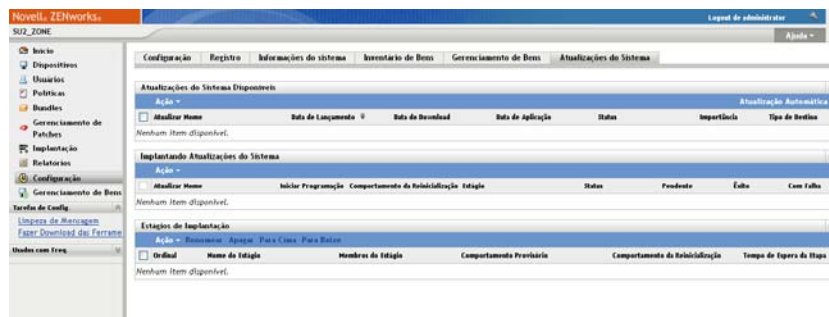 Novell. ZENworks.
Logout de administrator
SU2_ZONE
Ajuda
Início
Dispositivos
Usuários
Políticas
Bundles
Gerenciamento de Patches
Implantação
Relatórios
Configuração
Gerenciamento de Bens
Tarefas de Config.
Limpeza de Mensagem
Fazer Download das Ferrame
Usados com Freq.
Configuração Registro Informações do sistema Inventário de Bens Gerenciamento de Bens Atualizações do Sistema
Atualizações do Sistema Disponíveis
Ação Atualização Automática
Atualizar Nome Data de Lançamento Data do Download Data de Aplicação Status Importância Tipo de Destino
Nenhum item disponível.
Implantando Atualizações do Sistema
Ação
Atualizar Nome Iniciar Programação Comportamento da Reinicialização Estágio Status Pendente Êxito Com Falha
Nenhum item disponível.
Estágios de Implantação
Ação Renomear Apagar Para Cima Para Baixo
Ordinal Nome do Estágio Membros do Estágio Comportamento Provisório Comportamento da Reinicialização Tempo de Espera da Etapa
Nenhum item disponível.